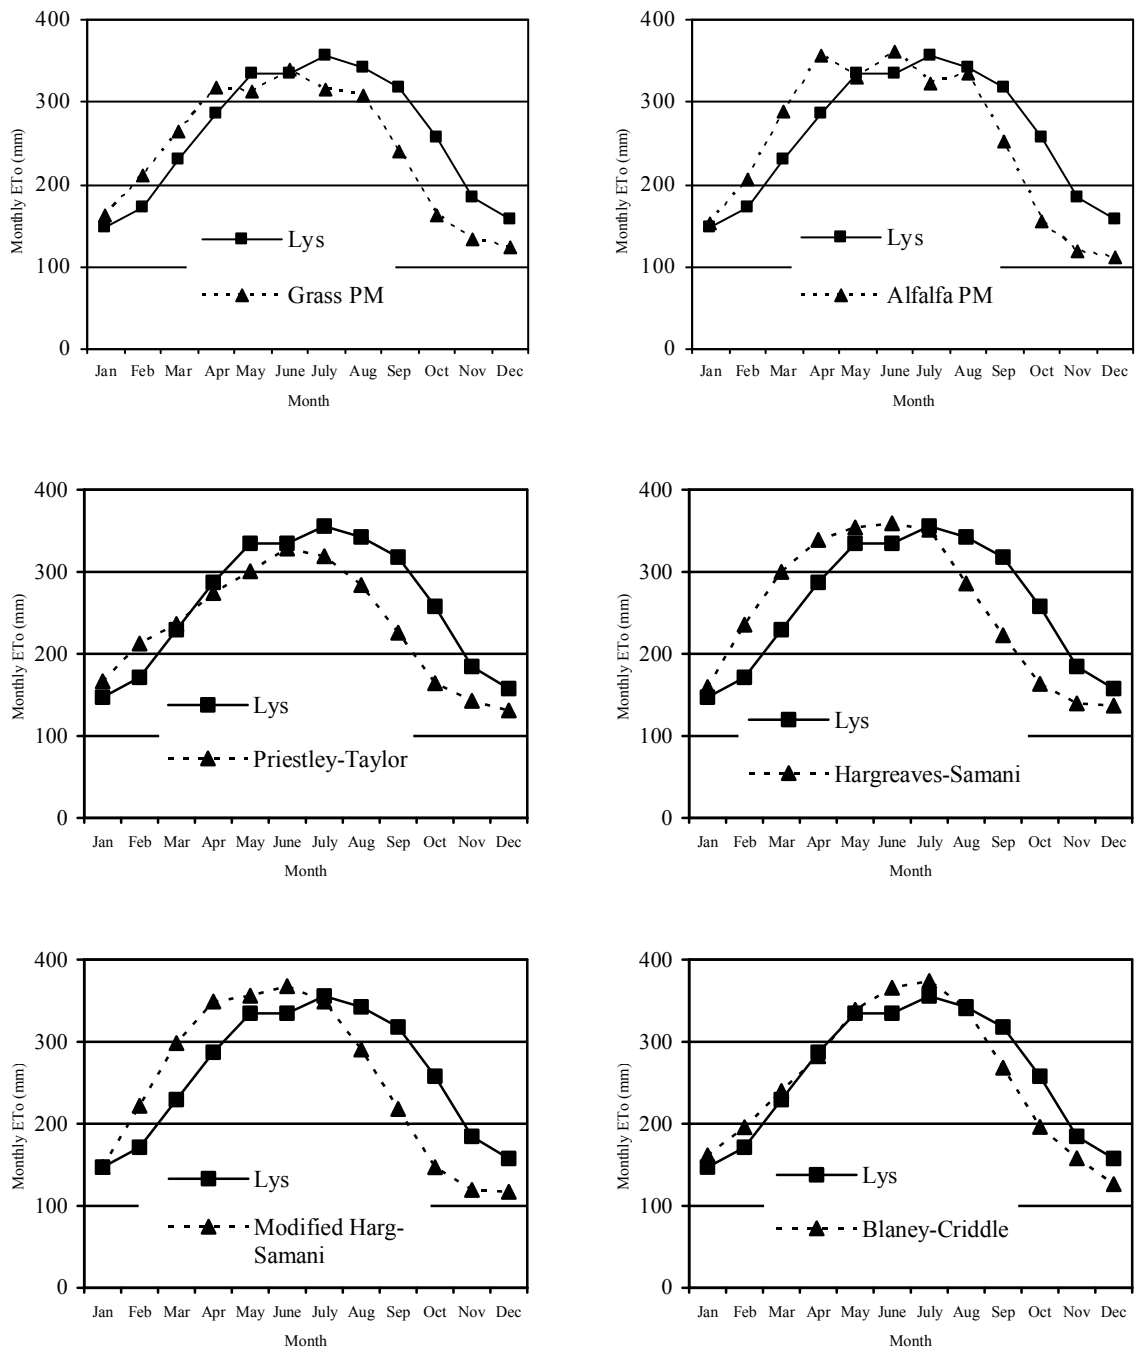 400
300
200
100
0
Monthly ETo (mm)
Lys
Grass PM
Jan Feb Mar Apr May June July Aug Sep Oct Nov Dec
Month
400
300
200
100
0
Monthly ETo (mm)
Lys
Alfalfa PM
Jan Feb Mar Apr May June July Aug Sep Oct Nov Dec
Month
400
300
200
100
0
Monthly ETo (mm)
Lys
Priestley-Taylor
Jan Feb Mar Apr May June July Aug Sep Oct Nov Dec
Month
400
300
200
100
0
Monthly ETo (mm)
Lys
Hargreaves-Samani
Jan Feb Mar Apr May June July Aug Sep Oct Nov Dec
Month
400
300
200
100
0
Monthly ETo (mm)
Lys
Modified Harg-
Samani
Jan Feb Mar Apr May June July Aug Sep Oct Nov Dec
Month
400
300
200
100
0
Monthly ETo (mm)
Lys
Blaney-Criddle
Jan Feb Mar Apr May June July Aug Sep Oct Nov Dec
Month